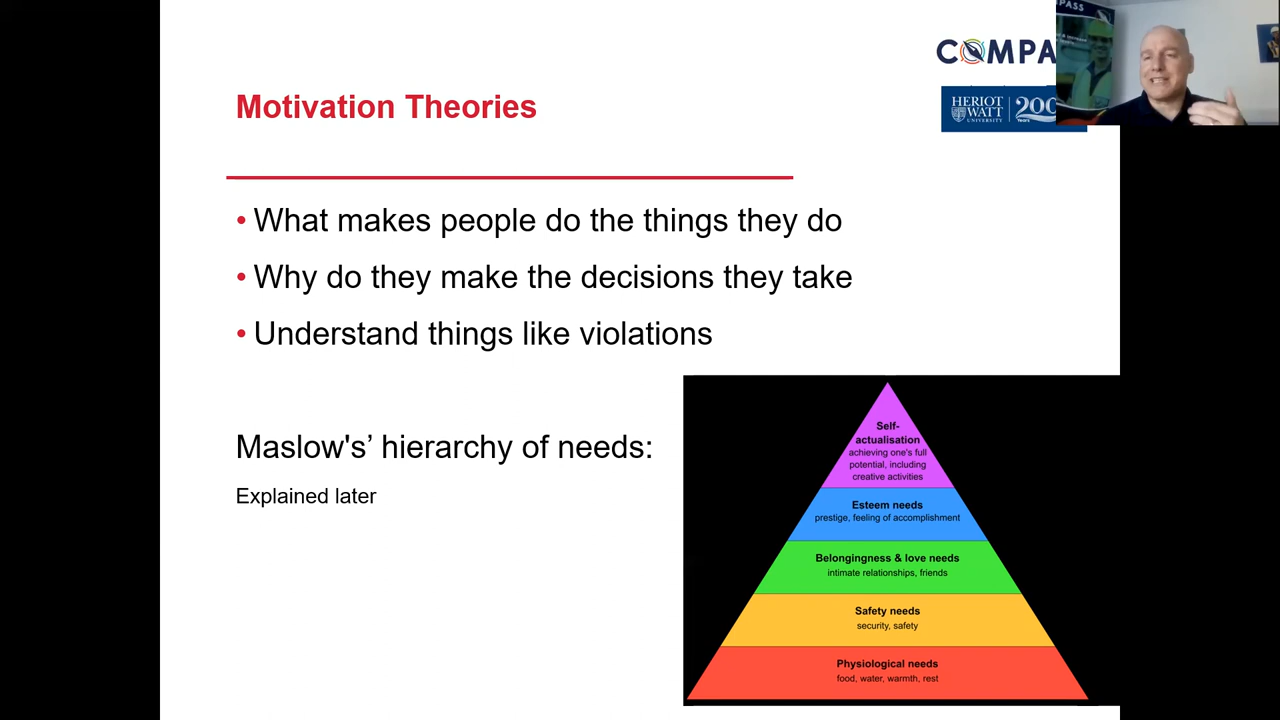 COMPA
PASS
HERIOT
WATT
UNIVERSITY
200
Years
Motivation Theories
• What makes people do the things they do
• Why do they make the decisions they take
• Understand things like violations
Maslow's’ hierarchy of needs:
Explained later
Self-
actualisation
achieving one's full
potential, including
creative activities
Esteem needs
prestige, feeling of accomplishment
Belongingness & love needs
intimate relationships, friends
Safety needs
security, safety
Physiological needs
food, water, warmth, rest